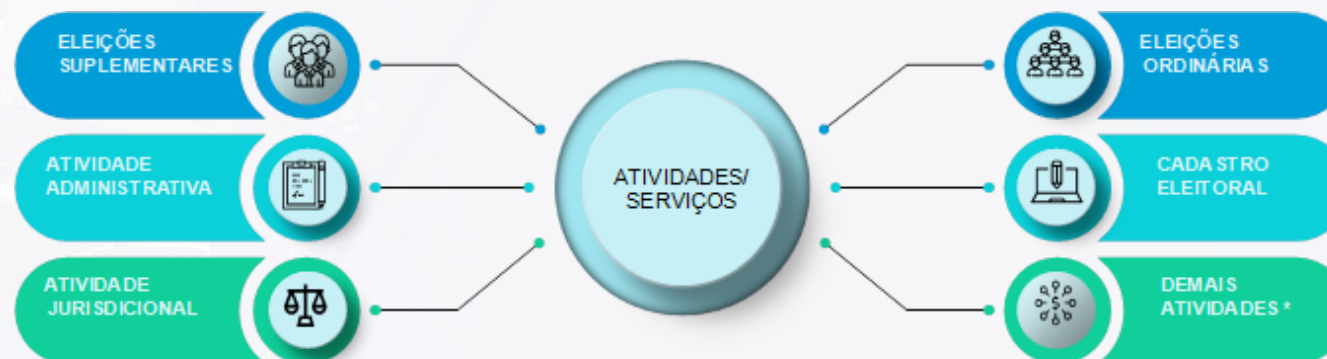 ELEIÇÕES
SUPLEMENTARES
ATIVIDADE
ADMINISTRATIVA
ATIVIDADE
JURISDICIONAL
ATIVIDADES/
SERVIÇOS
ELEIÇÕES
ORDINÁRIAS
CADASTRO
ELEITORAL
DEMAIS
ATIVIDADES *